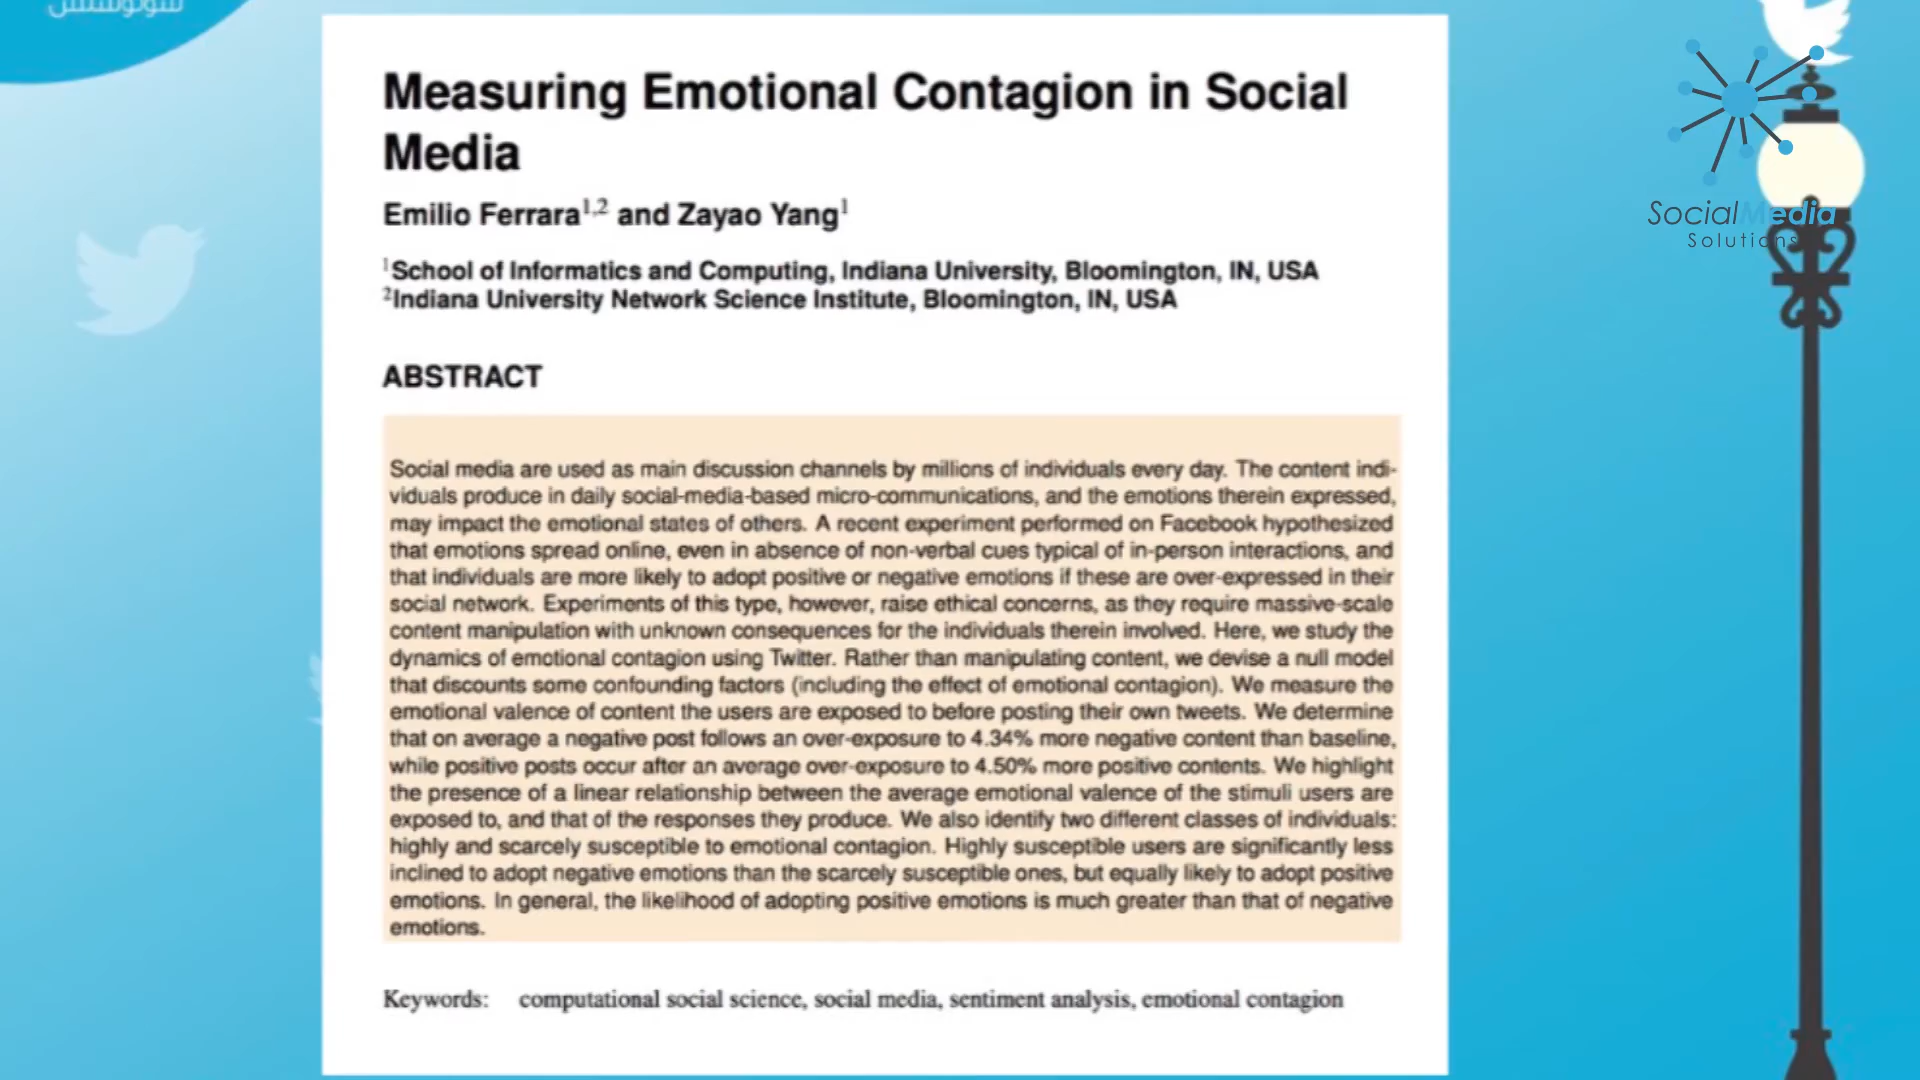 سوليوشنس
Measuring Emotional Contagion in Social
Media
Emilio Ferrara1,2 and Zayao Yang1
1School of Informatics and Computing, Indiana University, Bloomington, IN, USA
2Indiana University Network Science Institute, Bloomington, IN, USA
ABSTRACT
Social media are used as main discussion channels by millions of individuals every day. The content indi-
viduals produce in daily social-media-based micro-communications, and the emotions therein expressed,
may impact the emotional states of others. A recent experiment performed on Facebook hypothesized
that emotions spread online, even in absence of non-verbal cues typical of in-person interactions, and
that individuals are more likely to adopt positive or negative emotions if these are over-expressed in their
social network. Experiments of this type, however, raise ethical concerns, as they require massive-scale
content manipulation with unknown consequences for the individuals therein involved. Here, we study the
dynamics of emotional contagion using Twitter. Rather than manipulating content, we devise a null model
that discounts some confounding factors (including the effect of emotional contagion). We measure the
emotional valence of content the users are exposed to before posting their own tweets. We determine
that on average a negative post follows an over-exposure to 4.34% more negative content than baseline,
while positive posts occur after an average over-exposure to 4.50% more positive contents. We highlight
the presence of a linear relationship between the average emotional valence of the stimuli users are
exposed to, and that of the responses they produce. We also identify two different classes of individuals:
highly and scarcely susceptible to emotional contagion. Highly susceptible users are significantly less
inclined to adopt negative emotions than the scarcely susceptible ones, but equally likely to adopt positive
emotions. In general, the likelihood of adopting positive emotions is much greater than that of negative
emotions.
Keywords: computational social science, social media, sentiment analysis, emotional contagion
SocialMedia
Solutions